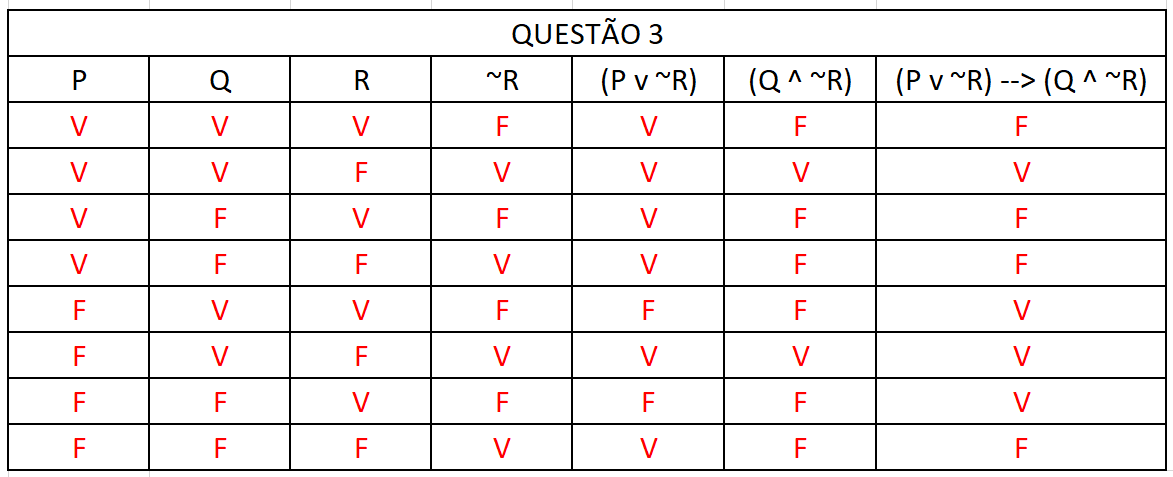 QUESTÃO 3
P Q R ~R (P v ~R) (Q ^ ~R) (P v ~R) --> (Q ^ ~R)
V V V F V F F
V V F V V V V
V F V F V F F
V F F V V F F
F V V F F F V
F V F V V V V
F F V F F F V
F F F V V F F